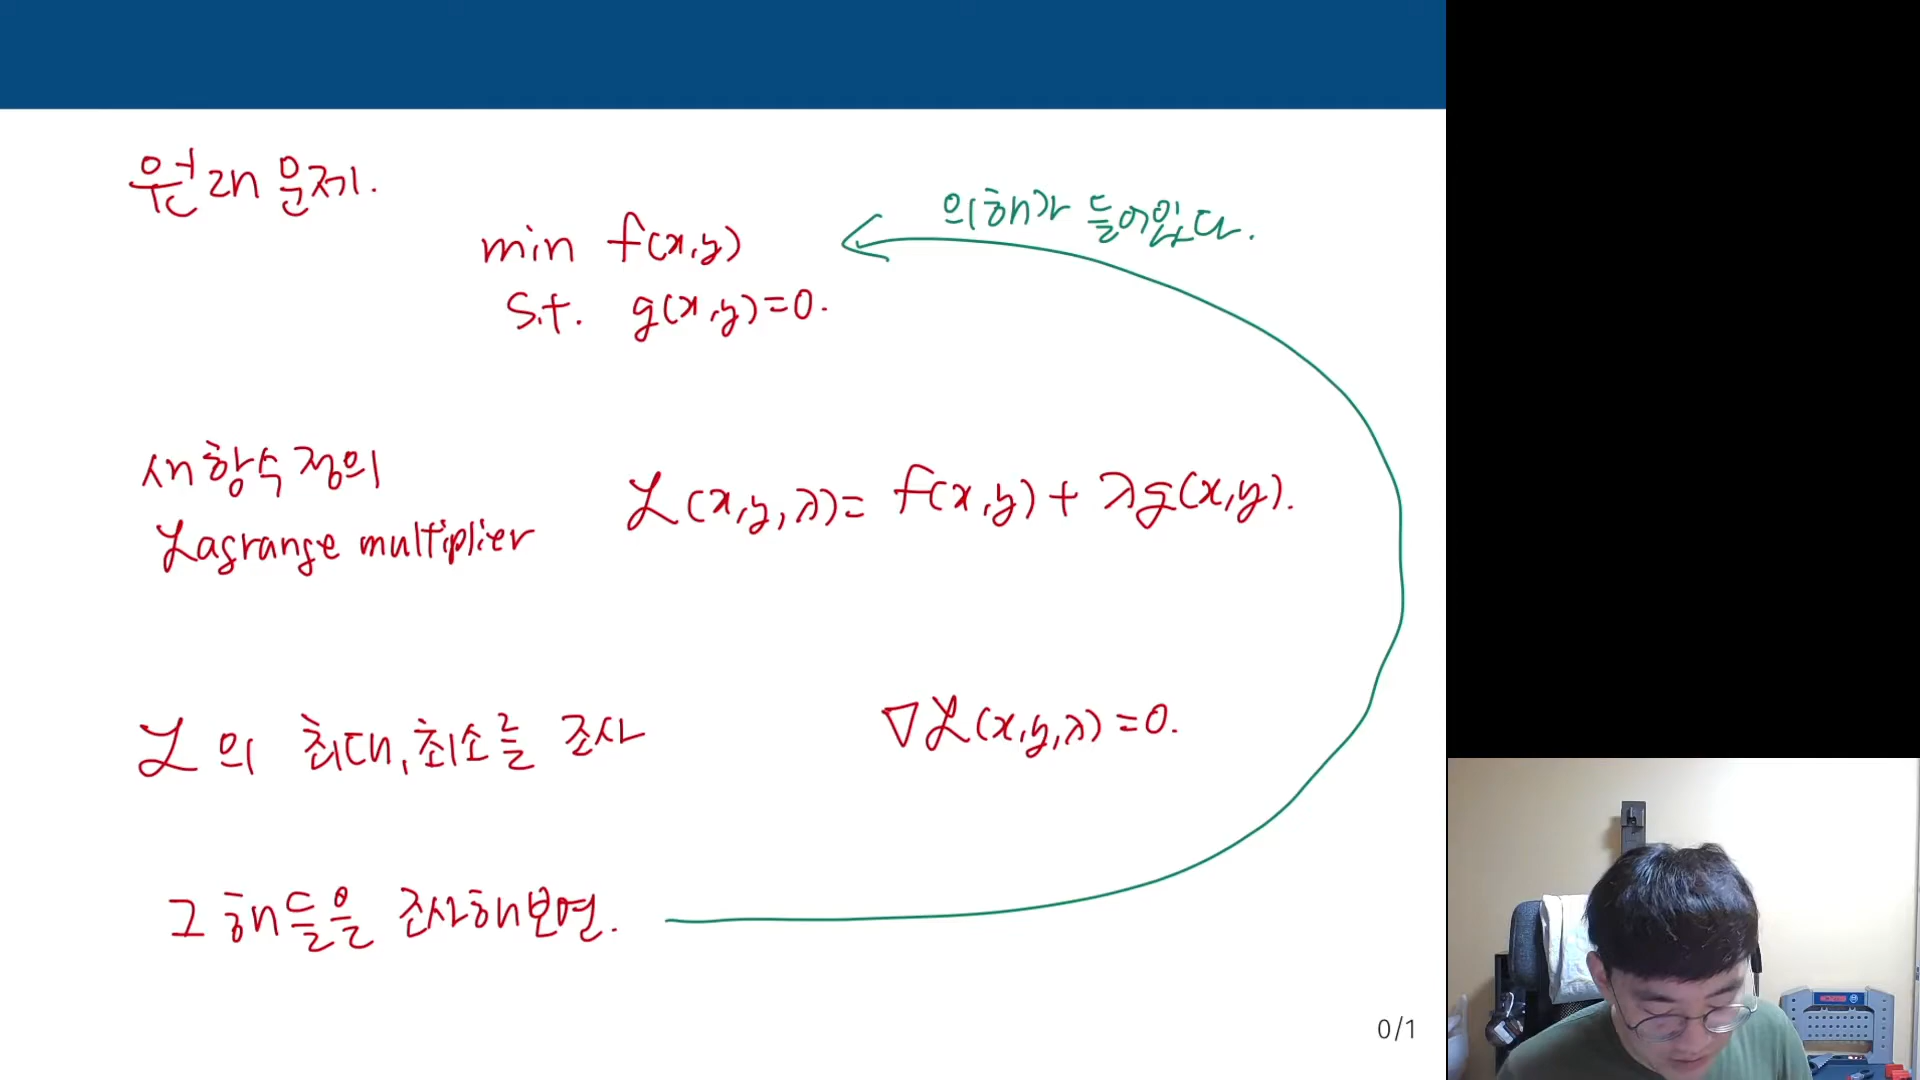 원래 문제.
min f(x,y)
s.t. g(x,y)=0.
의 해가 들어있다.
새 함수 정의
Lagrange multiplier
ℒ(x,y,λ)= f(x,y)+ λg(x,y).
ℒ 의 최대,최소를 조사
∇ℒ(x,y,λ)=0.
그 해들을 조사해보면.
0/1